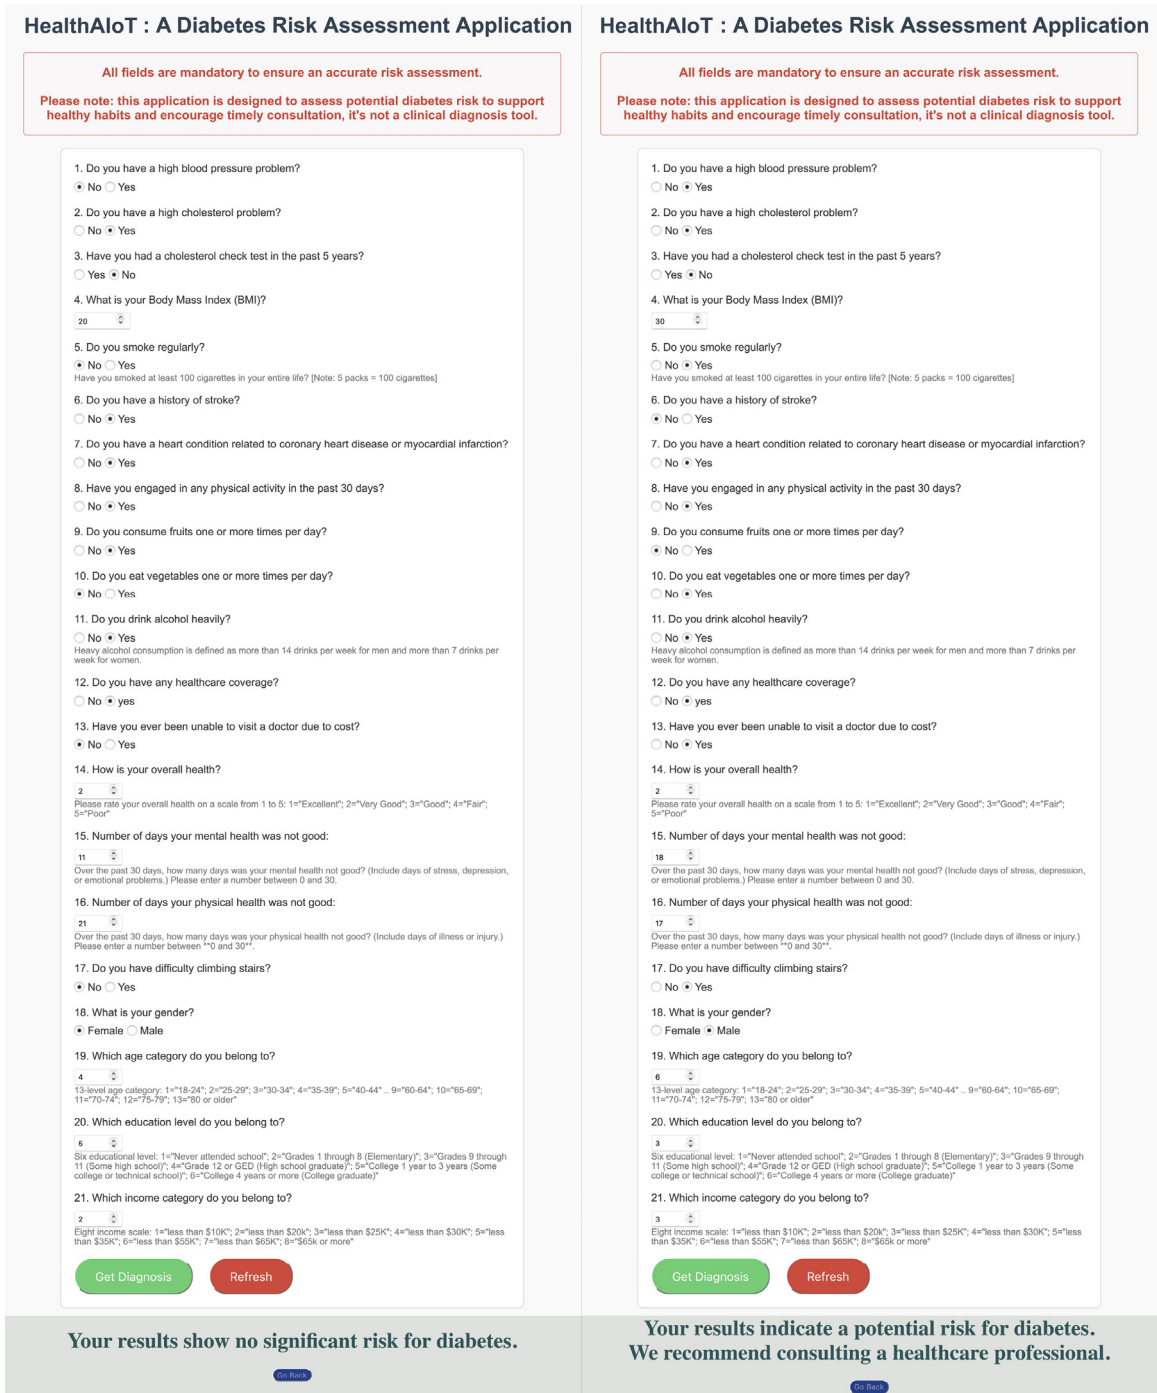 HealthAIoT : A Diabetes Risk Assessment Application
All fields are mandatory to ensure an accurate risk assessment.
Please note: this application is designed to assess potential diabetes risk to support
healthy habits and encourage timely consultation, it's not a clinical diagnosis tool.
1. Do you have a high blood pressure problem?
No Yes
2. Do you have a high cholesterol problem?
No Yes
3. Have you had a cholesterol check test in the past 5 years?
Yes No
4. What is your Body Mass Index (BMI)?
20
5. Do you smoke regularly?
No Yes
Have you smoked at least 100 cigarettes in your entire life? [Note: 5 packs = 100 cigarettes]
6. Do you have a history of stroke?
No Yes
7. Do you have a heart condition related to coronary heart disease or myocardial infarction?
No Yes
8. Have you engaged in any physical activity in the past 30 days?
No Yes
9. Do you consume fruits one or more times per day?
No Yes
10. Do you eat vegetables one or more times per day?
No Yes
11. Do you drink alcohol heavily?
No Yes
Heavy alcohol consumption is defined as more than 14 drinks per week for men and more than 7 drinks per
week for women.
12. Do you have any healthcare coverage?
No yes
13. Have you ever been unable to visit a doctor due to cost?
No Yes
14. How is your overall health?
2
Please rate your overall health on a scale from 1 to 5: 1="Excellent"; 2="Very Good"; 3="Good"; 4="Fair";
5="Poor"
15. Number of days your mental health was not good:
11
Over the past 30 days, how many days was your mental health not good? (Include days of stress, depression,
or emotional problems.) Please enter a number between 0 and 30.
16. Number of days your physical health was not good:
21
Over the past 30 days, how many days was your physical health not good? (Include days of illness or injury.)
Please enter a number between **0 and 30**.
17. Do you have difficulty climbing stairs?
No Yes
18. What is your gender?
Female Male
19. Which age category do you belong to?
4
13-level age category: 1="18-24"; 2="25-29"; 3="30-34"; 4="35-39"; 5="40-44" .. 9="60-64"; 10="65-69";
11="70-74"; 12="75-79"; 13="80 or older"
20. Which education level do you belong to?
5
Six educational level: 1="Never attended school"; 2="Grades 1 through 8 (Elementary)"; 3="Grades 9 through
11 (Some high school)"; 4="Grade 12 or GED (High school graduate)"; 5="College 1 year to 3 years (Some
college or technical school)"; 6="College 4 years or more (College graduate)"
21. Which income category do you belong to?
2
Eight income scale: 1="less than $10K"; 2="less than $20k"; 3="less than $25K"; 4="less than $30K"; 5="less
than $35K"; 6="less than $55K"; 7="less than $65K"; 8="$65k or more"
Get Diagnosis Refresh
Your results show no significant risk for diabetes.
Go Back
HealthAIoT : A Diabetes Risk Assessment Application
All fields are mandatory to ensure an accurate risk assessment.
Please note: this application is designed to assess potential diabetes risk to support
healthy habits and encourage timely consultation, it's not a clinical diagnosis tool.
1. Do you have a high blood pressure problem?
No Yes
2. Do you have a high cholesterol problem?
No Yes
3. Have you had a cholesterol check test in the past 5 years?
Yes No
4. What is your Body Mass Index (BMI)?
30
5. Do you smoke regularly?
No Yes
Have you smoked at least 100 cigarettes in your entire life? [Note: 5 packs = 100 cigarettes]
6. Do you have a history of stroke?
No Yes
7. Do you have a heart condition related to coronary heart disease or myocardial infarction?
No Yes
8. Have you engaged in any physical activity in the past 30 days?
No Yes
9. Do you consume fruits one or more times per day?
No Yes
10. Do you eat vegetables one or more times per day?
No Yes
11. Do you drink alcohol heavily?
No Yes
Heavy alcohol consumption is defined as more than 14 drinks per week for men and more than 7 drinks per
week for women.
12. Do you have any healthcare coverage?
No yes
13. Have you ever been unable to visit a doctor due to cost?
No Yes
14. How is your overall health?
2
Please rate your overall health on a scale from 1 to 5: 1="Excellent"; 2="Very Good"; 3="Good"; 4="Fair";
5="Poor"
15. Number of days your mental health was not good:
18
Over the past 30 days, how many days was your mental health not good? (Include days of stress, depression,
or emotional problems.) Please enter a number between 0 and 30.
16. Number of days your physical health was not good:
17
Over the past 30 days, how many days was your physical health not good? (Include days of illness or injury.)
Please enter a number between **0 and 30**.
17. Do you have difficulty climbing stairs?
No Yes
18. What is your gender?
Female Male
19. Which age category do you belong to?
6
13-level age category: 1="18-24"; 2="25-29"; 3="30-34"; 4="35-39"; 5="40-44" .. 9="60-64"; 10="65-69";
11="70-74"; 12="75-79"; 13="80 or older"
20. Which education level do you belong to?
3
Six educational level: 1="Never attended school"; 2="Grades 1 through 8 (Elementary)"; 3="Grades 9 through
11 (Some high school)"; 4="Grade 12 or GED (High school graduate)"; 5="College 1 year to 3 years (Some
college or technical school)"; 6="College 4 years or more (College graduate)"
21. Which income category do you belong to?
3
Eight income scale: 1="less than $10K"; 2="less than $20k"; 3="less than $25K"; 4="less than $30K"; 5="less
than $35K"; 6="less than $55K"; 7="less than $65K"; 8="$65k or more"
Get Diagnosis Refresh
Your results indicate a potential risk for diabetes.
We recommend consulting a healthcare professional.
Go Back